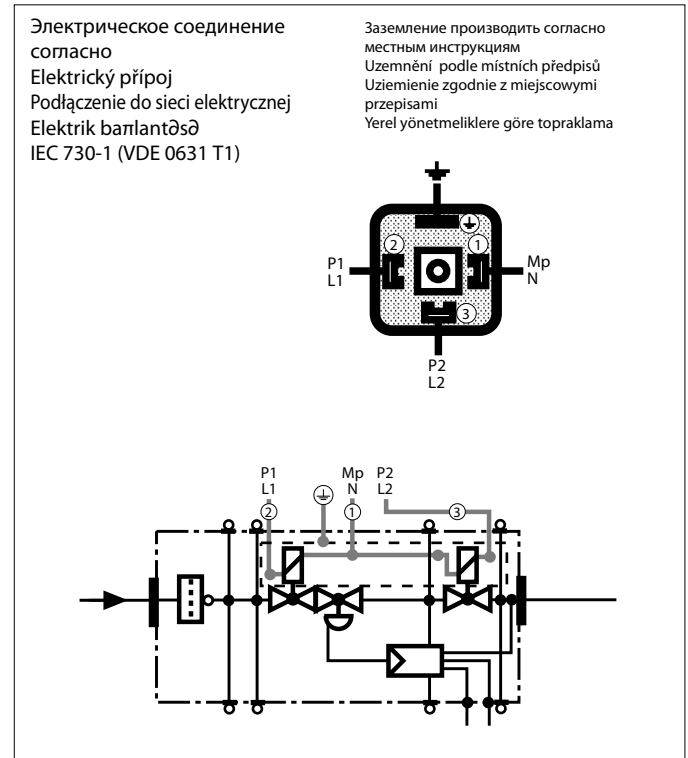 Электрическое соединение
согласно
Elektrický přípoj
Podłączenie do sieci elektrycznej
Elektrik baπlant∂s∂
IEC 730-1 (VDE 0631 T1)
Заземление производить согласно
местным инструкциям
Uzemnění podle místních předpisů
Uziemienie zgodnie z miejscowymi
przepisami
Yerel yönetmeliklere göre topraklama
2
1
P1
L1
Mp
N
3
P2
L2
P1
L1
Mp
N
P2
L2
2
1
3